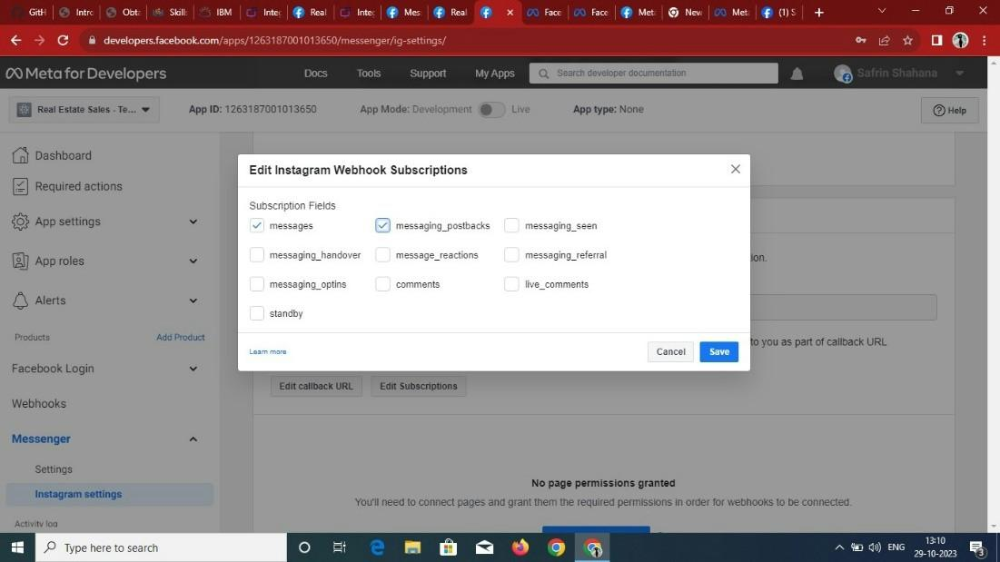 GitH
Intro
Obta
Skills
IBM
Integ
Real
Integ
Mes
Real
Face
Face
Meta
New
Meta
(1) S
developers.facebook.com/apps/1263187001013650/messenger/ig-settings/
Meta for Developers
Docs
Tools
Support
My Apps
Search developer documentation
Safrin Shahana
Real Estate Sales - Te...
App ID: 1263187001013650
App Mode: Development
Live
App type: None
Help
Dashboard
Required actions
App settings
App roles
Alerts
Products
Add Product
Facebook Login
Webhooks
Messenger
Settings
Instagram settings
Activity log
Edit Instagram Webhook Subscriptions
Subscription Fields
messages
messaging_postbacks
messaging_seen
messaging_handover
message_reactions
messaging_referral
messaging_optins
comments
live_comments
standby
Learn more
Cancel
Save
ion.
to you as part of callback URL
Edit callback URL
Edit Subscriptions
No page permissions granted
You'll need to connect pages and grant them the required permissions in order for webhooks to be connected.
Type here to search
ENG
13:10
29-10-2023
3